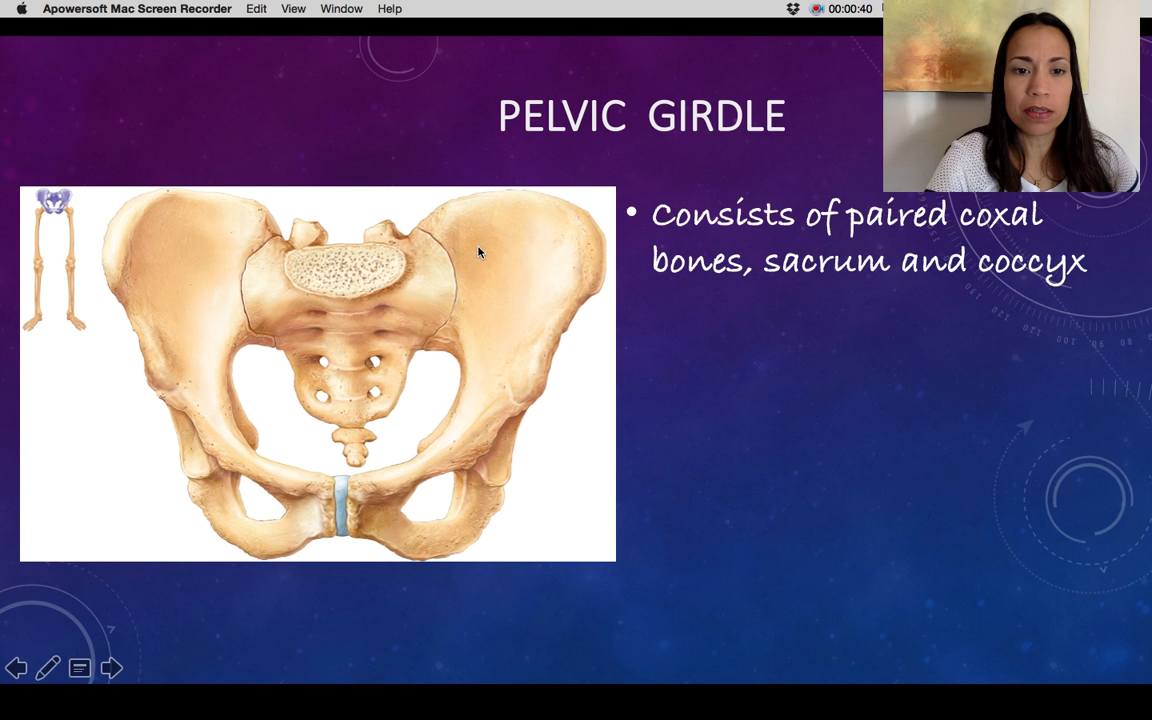 Apowersoft Mac Screen Recorder Edit View Window Help 00:00:40
PELVIC GIRDLE
• Consists of paired coxal
bones, sacrum and coccyx